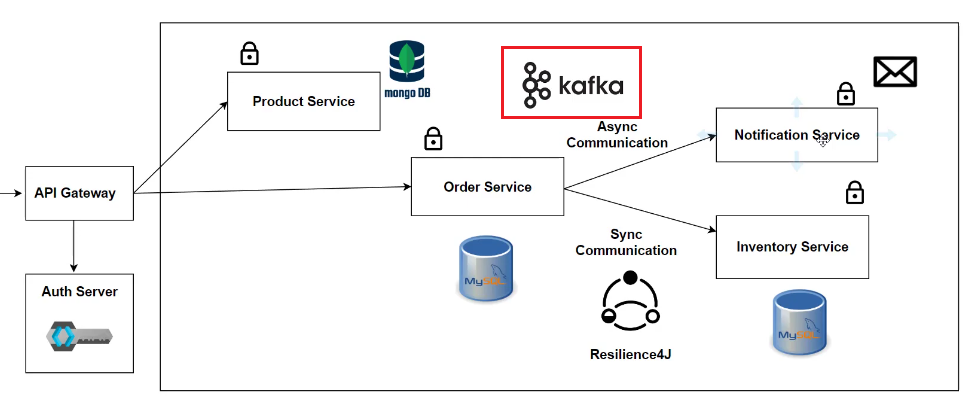 mongo DB
kafka
Product Service
Async
Communication
Notification Service
API Gateway
Order Service
Sync
Communication
Inventory Service
MySQL
Auth Server
MySQL
Resilience4J